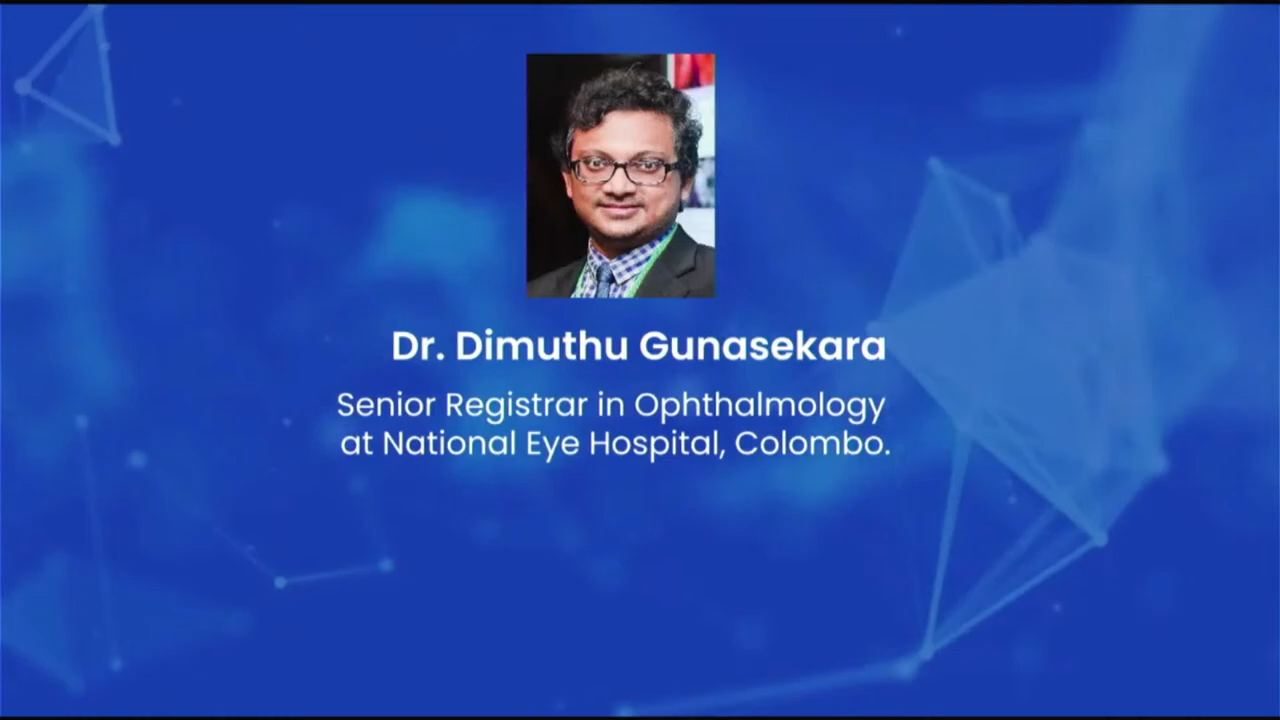 Dr. Dimuthu Gunasekara
Senior Registrar in Ophthalmology
at National Eye Hospital, Colombo.